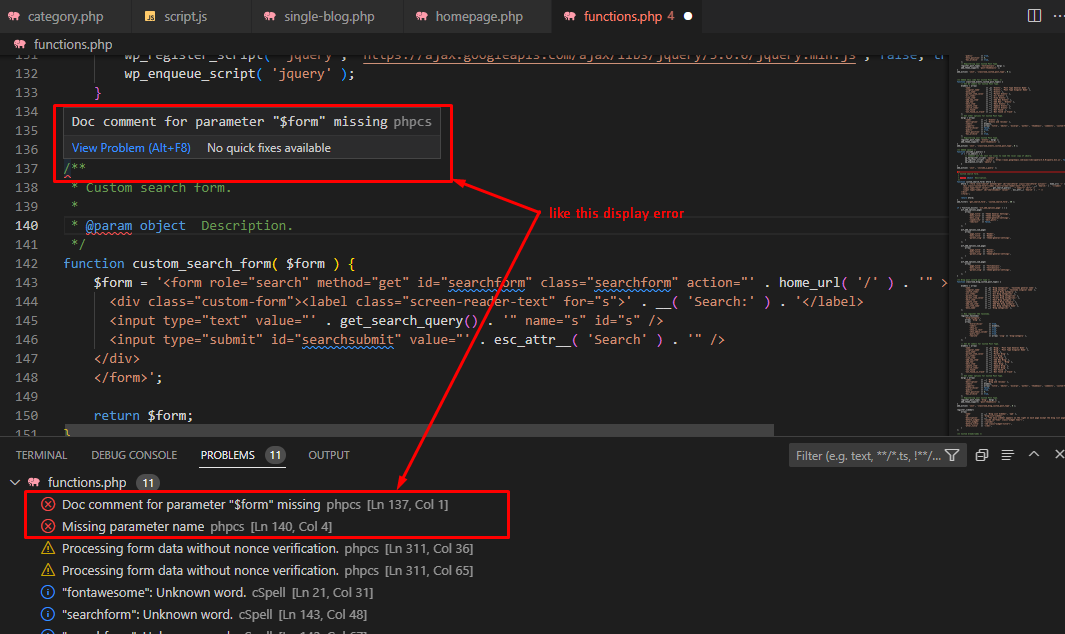 category.php script.js single-blog.php homepage.php functions.php 4
functions.php
131 wp_register_script( 'jquery', 'https://ajax.googleapis.com/ajax/libs/jquery/3.6.0/jquery.min.js', false,
132 wp_enqueue_script( 'jquery' );
133 }
134
Doc comment for parameter "$form" missing phpcs
135
View Problem (Alt+F8) No quick fixes available
136
137 /**
138 * Custom search form.
139 *
140 * @param object  Description.
141 */
like this display error
142 function custom_search_form( $form ) {
143 $form = '<form role="search" method="get" id="searchform" class="searchform" action="' . home_url( '/' ) . '" >
144 <div class="custom-form"><label class="screen-reader-text" for="s">' . __( 'Search:' ) . '</label>
145 <input type="text" value="' . get_search_query() . '" name="s" id="s" />
146 <input type="submit" id="searchsubmit" value="' . esc_attr__( 'Search' ) . '" />
147 </div>
148 </form>';
149
150 return $form;
151 }
TERMINAL DEBUG CONSOLE PROBLEMS 11 OUTPUT Filter (e.g. text, **/*.ts, !**/...
functions.php 11
Doc comment for parameter "$form" missing phpcs [Ln 137, Col 1]
Missing parameter name phpcs [Ln 140, Col 4]
Processing form data without nonce verification. phpcs [Ln 311, Col 36]
Processing form data without nonce verification. phpcs [Ln 311, Col 65]
"fontawesome": Unknown word. cSpell [Ln 21, Col 31]
"searchform": Unknown word. cSpell [Ln 143, Col 48]
"searchform": Unknown word. cSpell [Ln 143, Col 67]